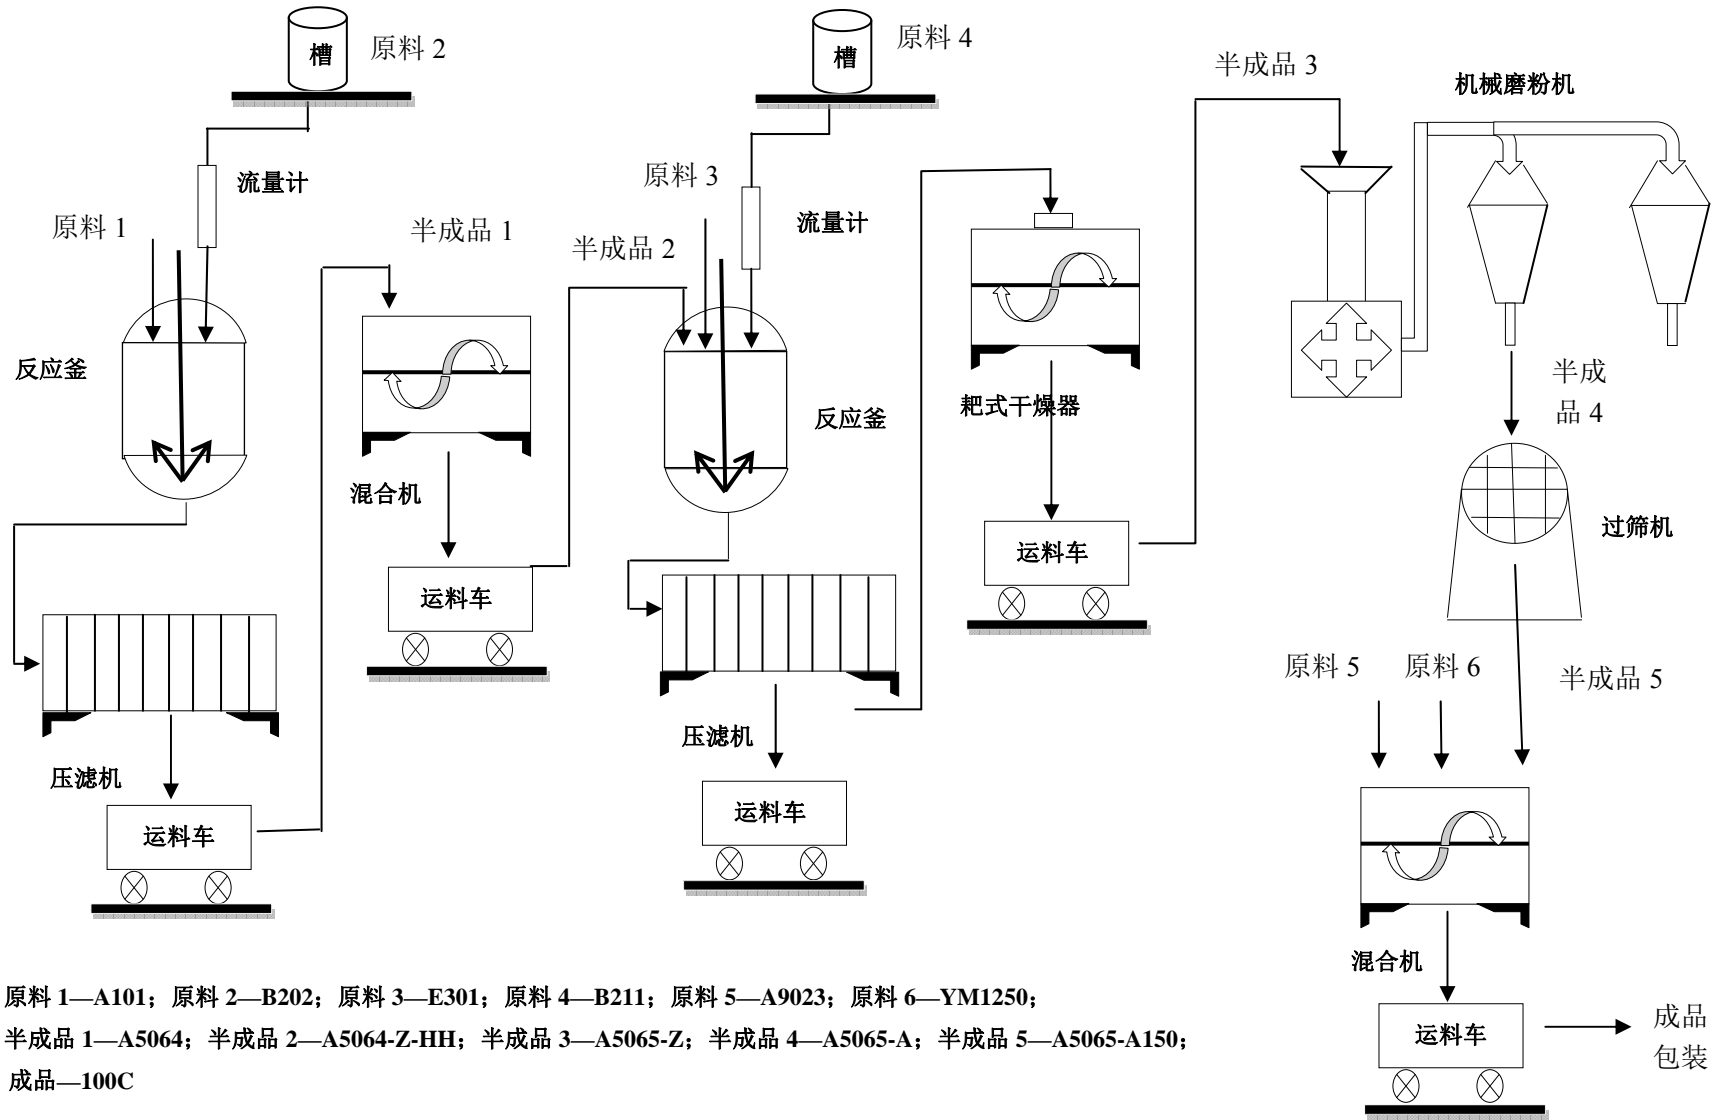 槽
原料 2
槽
原料 4
半成品 3
机械磨粉机
流量计
原料 3
流量计
原料 1
半成品 1
半成品 2
反应釜
反应釜
耙式干燥器
半成
品 4
混合机
运料车
过筛机
运料车
原料 5
原料 6
半成品 5
压滤机
压滤机
运料车
运料车
混合机
运料车
成品
包装
原料 1—A101；原料 2—B202；原料 3—E301；原料 4—B211；原料 5—A9023；原料 6—YM1250；
半成品 1—A5064；半成品 2—A5064-Z-HH；半成品 3—A5065-Z；半成品 4—A5065-A；半成品 5—A5065-A150；
成品—100C